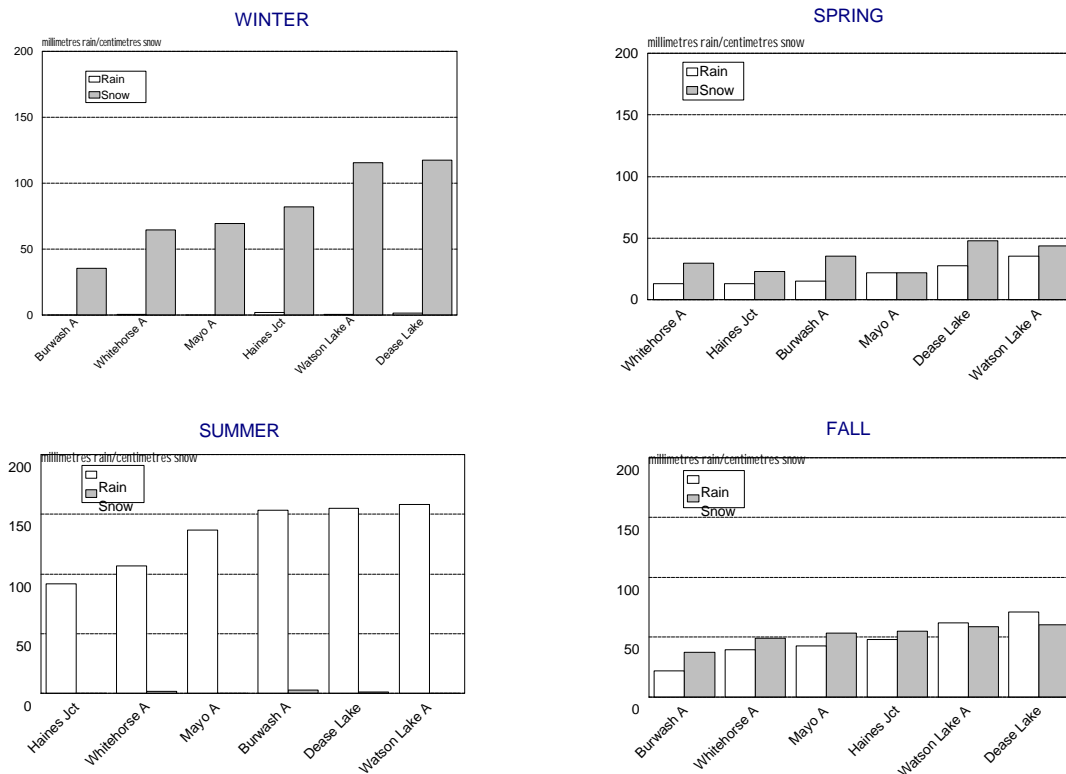 WINTER
millimetres rain/centimetres snow
200
Rain
Snow
150
100
50
0
Burwash A
Whitehorse A
Mayo A
Haines Jct
Watson Lake A
Dease Lake
SPRING
millimetres rain/centimetres snow
200
Rain
Snow
150
100
50
0
Whitehorse A
Haines Jct
Burwash A
Mayo A
Dease Lake
Watson Lake A
SUMMER
millimetres rain/centimetres snow
200
Rain
Snow
150
100
50
0
Haines Jct
Whitehorse A
Mayo A
Burwash A
Dease Lake
Watson Lake A
FALL
millimetres rain/centimetres snow
200
Rain
Snow
150
100
50
0
Burwash A
Whitehorse A
Mayo A
Haines Jct
Watson Lake A
Dease Lake